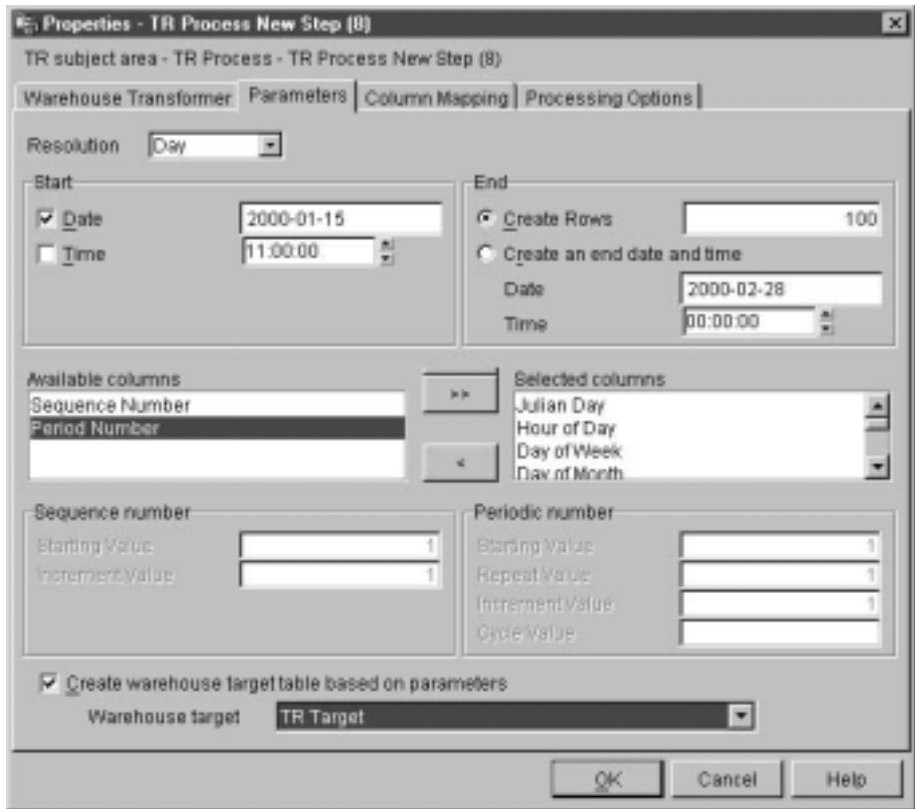 Properties - TR Process New Step (8)
TR subject area - TR Process - TR Process New Step (8)
Warehouse Transformer Parameters Column Mapping Processing Options
Resolution Day
Start
Date 2000-01-15
Time 11:00:00
End
Create Rows 100
Create an end date and time
Date 2000-02-28
Time 00:00:00
Available columns
Sequence Number
Period Number
>>
<
Selected columns
Julian Day
Hour of Day
Day of Week
Day of Month
Sequence number
Starting Value 1
Increment Value 1
Periodic number
Starting Value 1
Repeat Value 1
Increment Value 1
Cycle Value
Create warehouse target table based on parameters
Warehouse target TR Target
OK Cancel Help